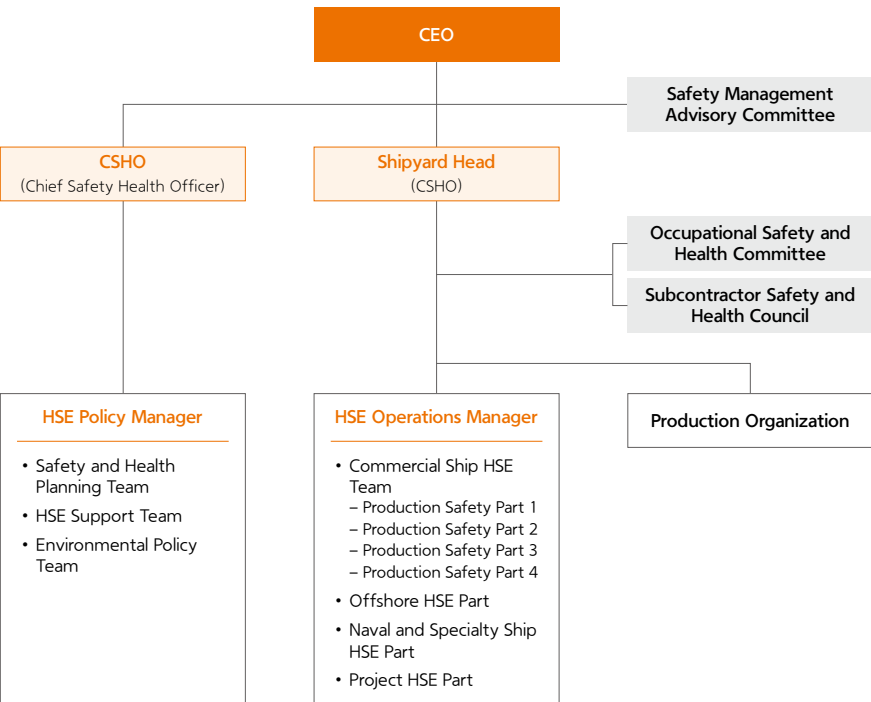 CEO
Safety Management
Advisory Committee
CSHO
(Chief Safety Health Officer)
Shipyard Head
(CSHO)
Occupational Safety and
Health Committee
Subcontractor Safety and
Health Council
HSE Policy Manager
• Safety and Health
Planning Team
• HSE Support Team
• Environmental Policy
Team
HSE Operations Manager
• Commercial Ship HSE
Team
– Production Safety Part 1
– Production Safety Part 2
– Production Safety Part 3
– Production Safety Part 4
• Offshore HSE Part
• Naval and Specialty Ship
HSE Part
• Project HSE Part
Production Organization